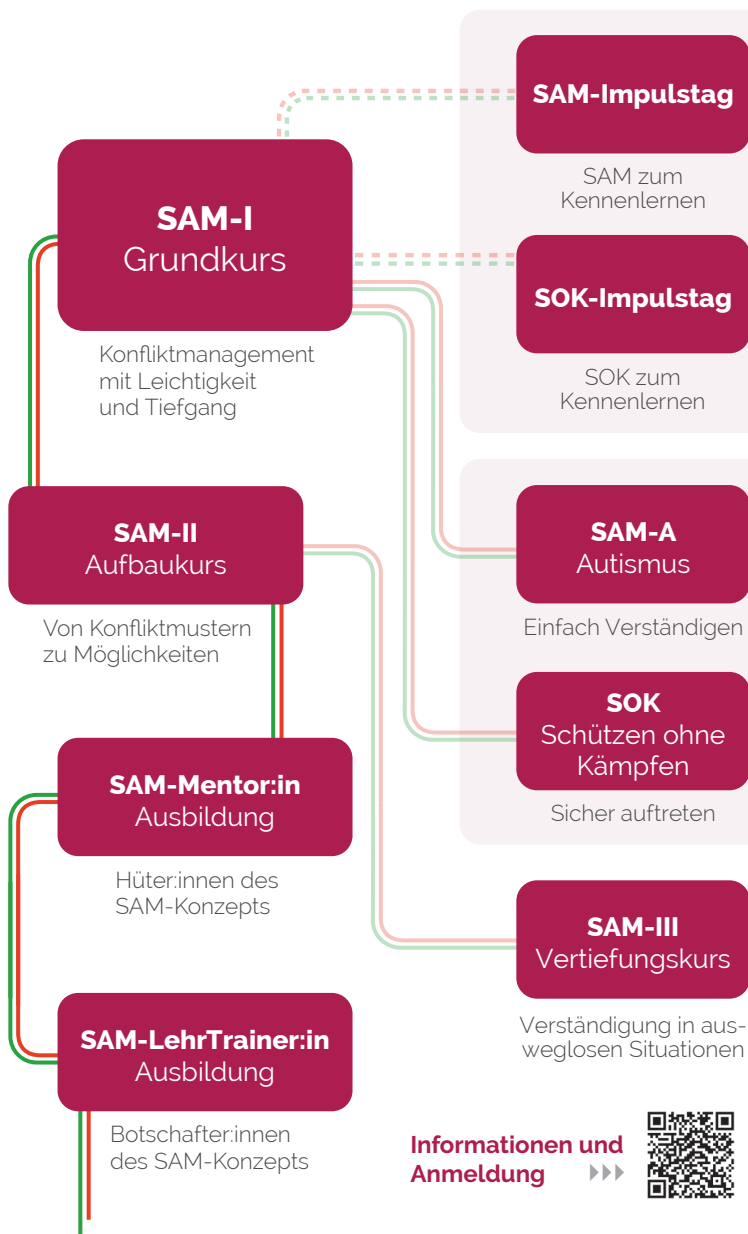 SAM-Impulstag
SAM zum
Kennenlernen
SAM-I
Grundkurs
Konfliktmanagement
mit Leichtigkeit
und Tiefgang
SOK-Impulstag
SOK zum
Kennenlernen
SAM-II
Aufbaukurs
Von Konfliktmustern
zu Möglichkeiten
SAM-A
Autismus
Einfach Verständigen
SOK
Schützen ohne
Kämpfen
Sicher auftreten
SAM-Mentor:in
Ausbildung
Hüter:innen des
SAM-Konzepts
SAM-III
Vertiefungskurs
Verständigung in aus-
weglosen Situationen
SAM-LehrTrainer:in
Ausbildung
Botschafter:innen
des SAM-Konzepts
Informationen und
Anmeldung